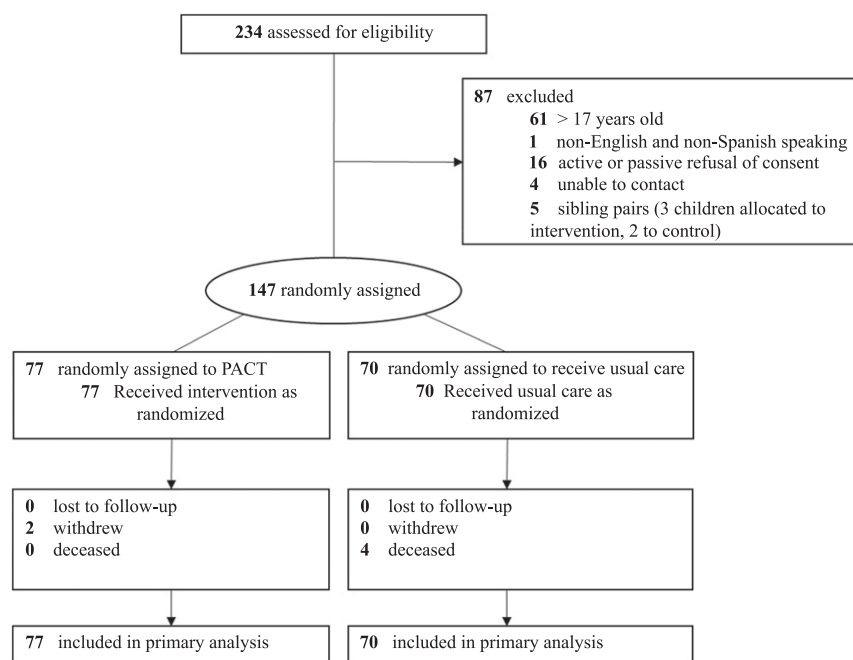 234 assessed for eligibility
87 excluded
61 > 17 years old
1 non-English and non-Spanish speaking
16 active or passive refusal of consent
4 unable to contact
5 sibling pairs (3 children allocated to
intervention, 2 to control)
147 randomly assigned
77 randomly assigned to PACT
77 Received intervention as
randomized
70 randomly assigned to receive usual care
70 Received usual care as
randomized
0 lost to follow-up
2 withdrew
0 deceased
0 lost to follow-up
0 withdrew
4 deceased
77 included in primary analysis
70 included in primary analysis